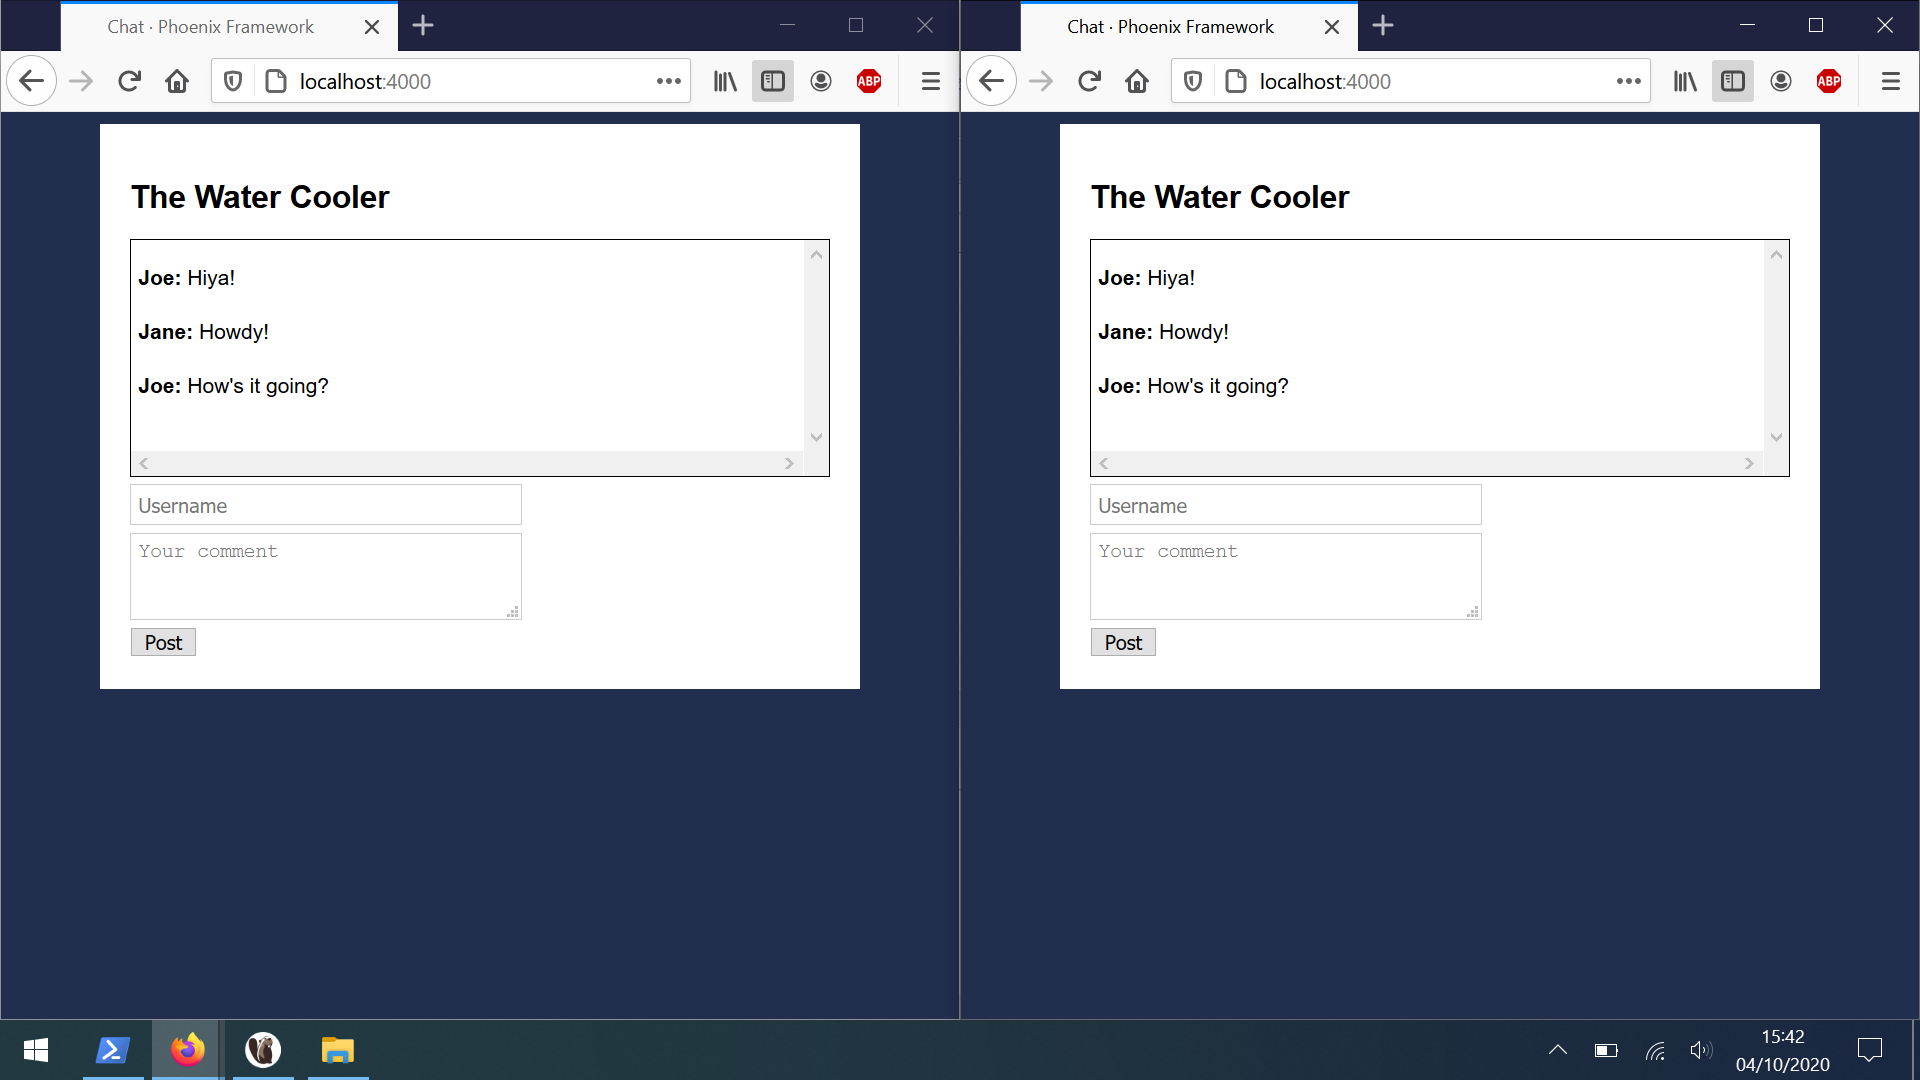 Chat · Phoenix Framework
localhost:4000
ABP
The Water Cooler
Joe: Hiya!
Jane: Howdy!
Joe: How's it going?
Username
Your comment
Post
Chat · Phoenix Framework
localhost:4000
ABP
The Water Cooler
Joe: Hiya!
Jane: Howdy!
Joe: How's it going?
Username
Your comment
Post
15:42
04/10/2020